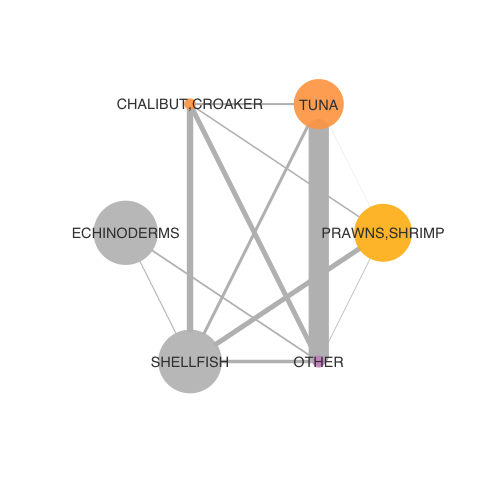 CHALIBUT,CROAKER
TUNA
ECHINODERMS
PRAWNS,SHRIMP
SHELLFISH
OTHER